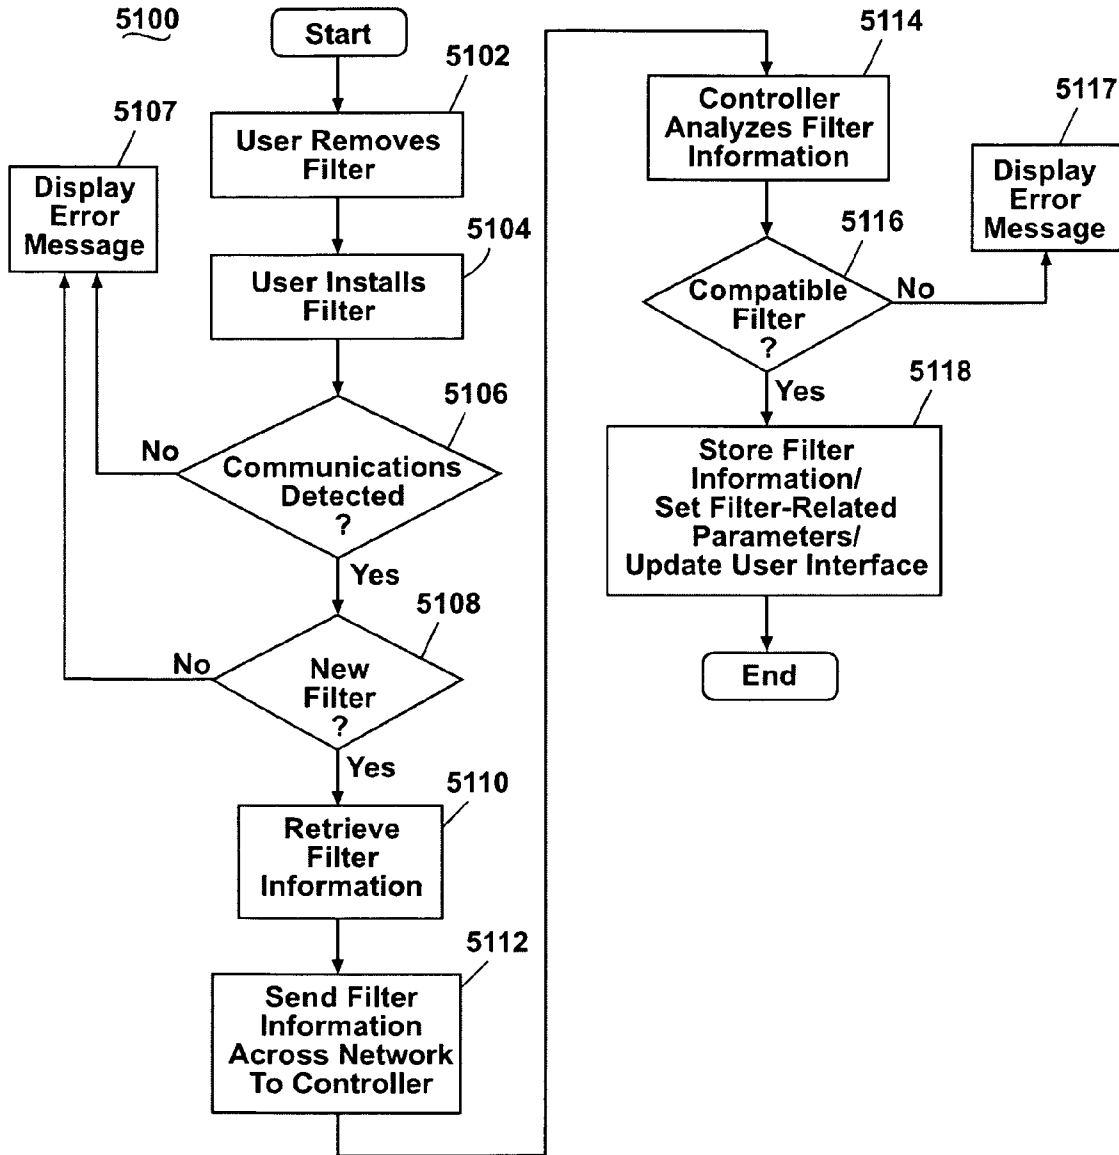 5100
Start
5102
User Removes
Filter
5107
Display
Error
Message
5104
User Installs
Filter
5106
No
Communications
Detected
?
Yes
5108
No
New
Filter
?
Yes
5110
Retrieve
Filter
Information
5112
Send Filter
Information
Across Network
To Controller
5114
Controller
Analyzes Filter
Information
5117
Display
Error
Message
5116
Compatible
Filter
?
No
Yes
5118
Store Filter
Information/
Set Filter-Related
Parameters/
Update User Interface
End